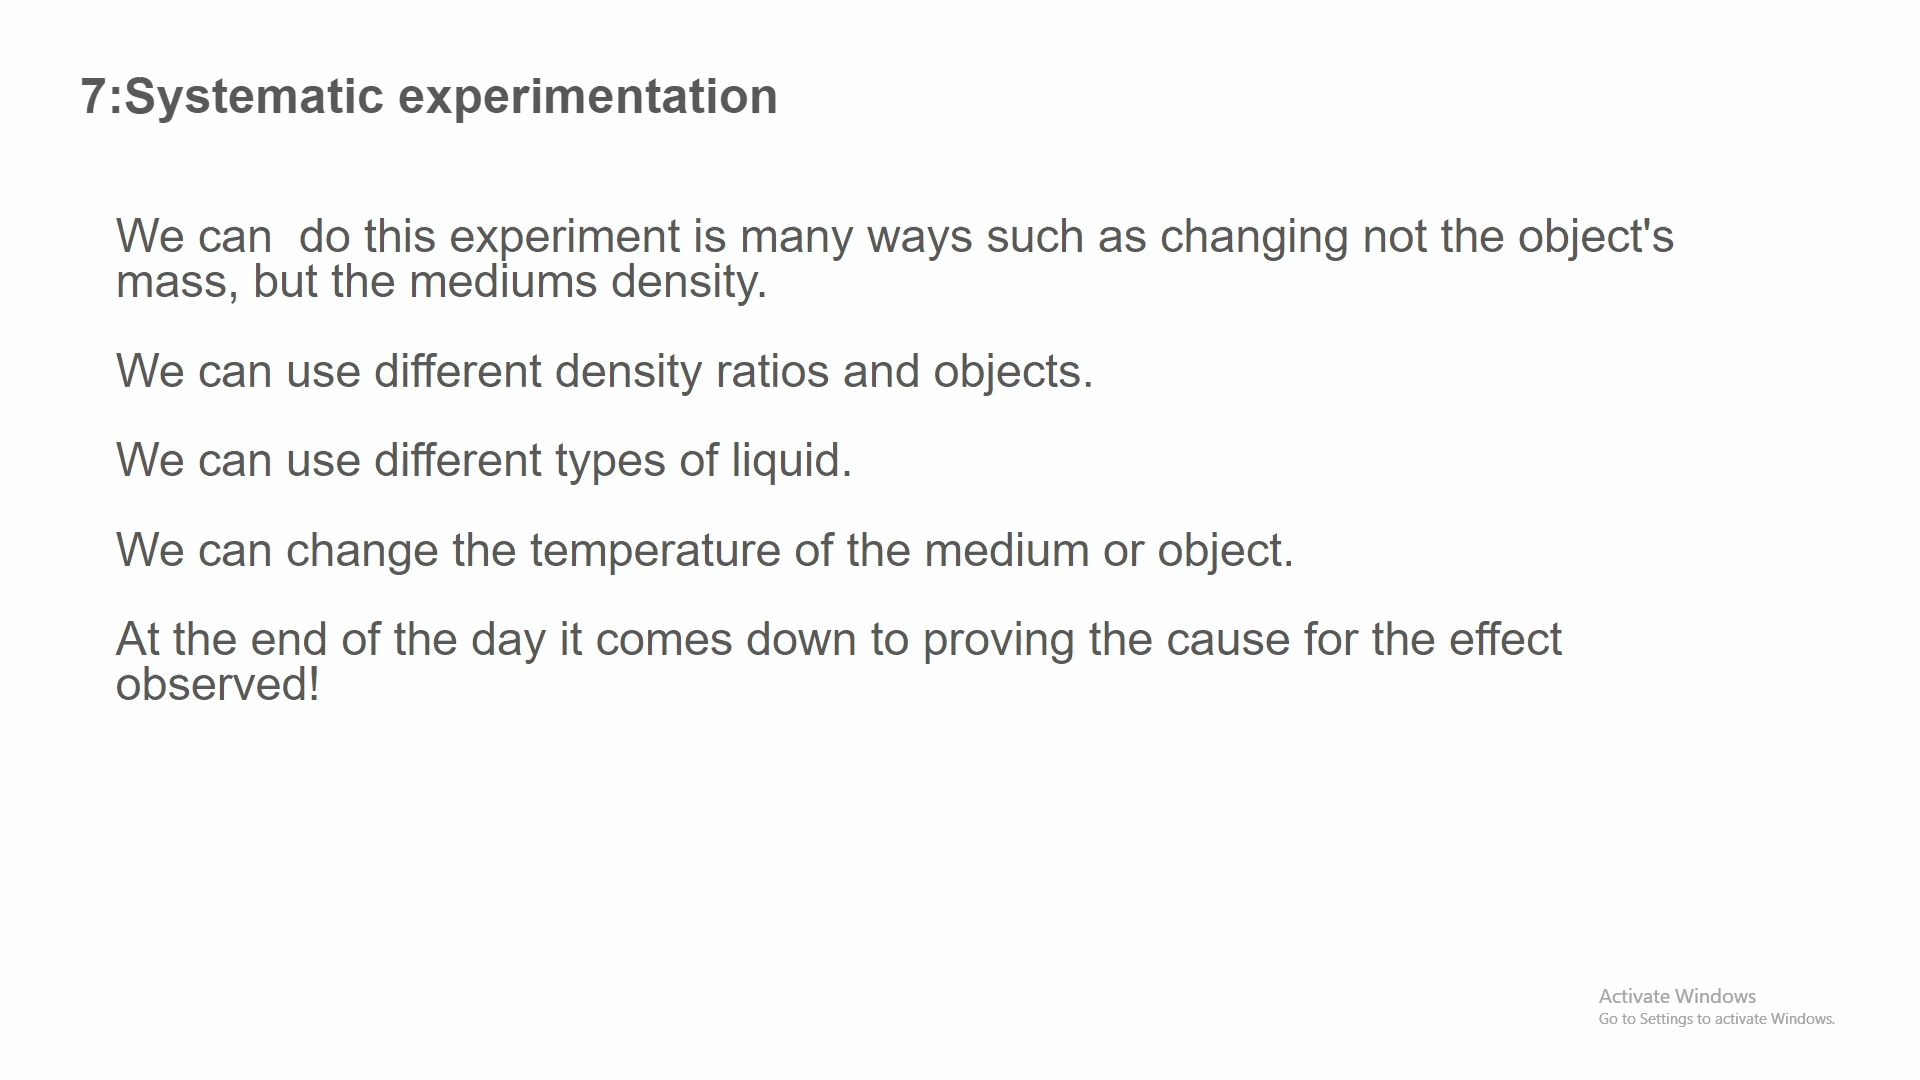 7:Systematic experimentation
We can  do this experiment is many ways such as changing not the object's
mass, but the mediums density.
We can use different density ratios and objects.
We can use different types of liquid.
We can change the temperature of the medium or object.
At the end of the day it comes down to proving the cause for the effect
observed!
Activate Windows
Go to Settings to activate Windows.